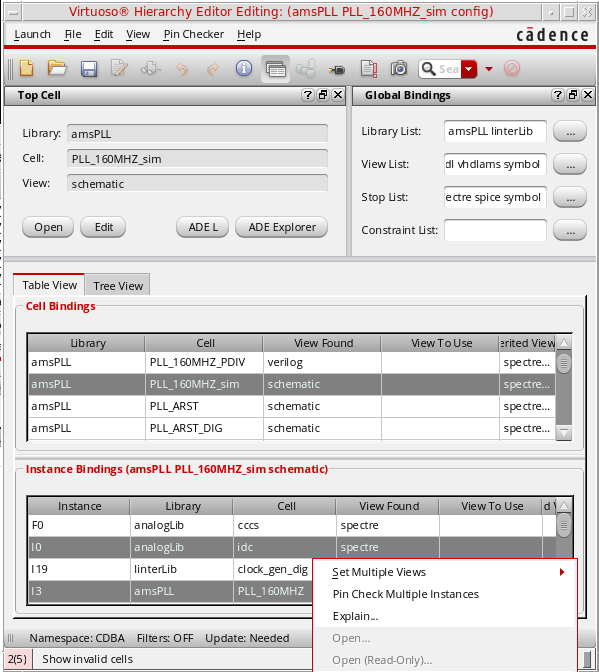 Virtuoso® Hierarchy Editor Editing: (amsPLL PLL_160MHZ_sim config)
Launch File Edit View Pin Checker Help
cādence
Sea
Top Cell
Global Bindings
Library: amsPLL
Cell: PLL_160MHZ_sim
View: schematic
Open Edit ADE L ADE Explorer
Library List: amsPLL linterLib ...
View List: dl vhdlams symbol ...
Stop List: ectre spice symbol ...
Constraint List: ...
Table View Tree View
Cell Bindings
Library Cell View Found View To Use erited View
amsPLL PLL_160MHZ_PDIV verilog spectre...
amsPLL PLL_160MHZ_sim schematic spectre...
amsPLL PLL_ARST schematic spectre...
amsPLL PLL_ARST_DIG schematic spectre...
Instance Bindings (amsPLL PLL_160MHZ_sim schematic)
Instance Library Cell View Found View To Use d V
F0 analogLib cccs spectre
I0 analogLib idc spectre
I19 linterLib clock_gen_dig
I3 amsPLL PLL_160MHZ
Set Multiple Views
Pin Check Multiple Instances
Explain...
Open...
Open (Read-Only)...
Namespace: CDBA Filters: OFF Update: Needed
2(5) Show invalid cells